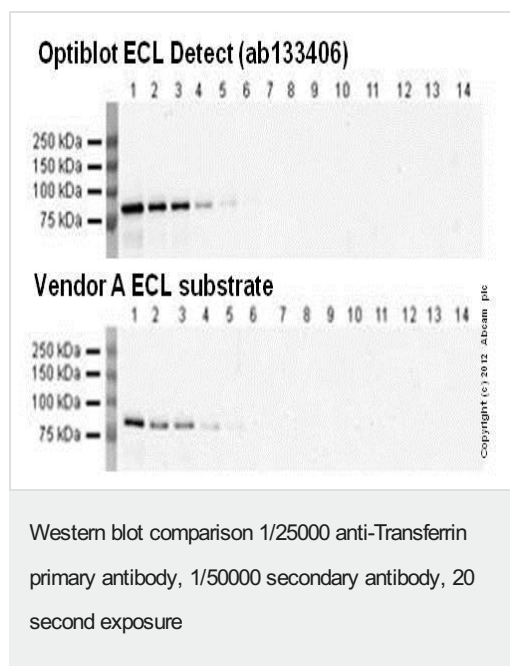 Optiblot ECL Detect (ab133406)
1 2 3 4 5 6 7 8 9 10 11 12 13 14
250 kDa
150 kDa
100 kDa
75 kDa
Vendor A ECL substrate
1 2 3 4 5 6 7 8 9 10 11 12 13 14
250 kDa
150 kDa
100 kDa
75 kDa
Copyright (c) 2012 Abcam plc
Western blot comparison 1/25000 anti-Transferrin
primary antibody, 1/50000 secondary antibody, 20
second exposure